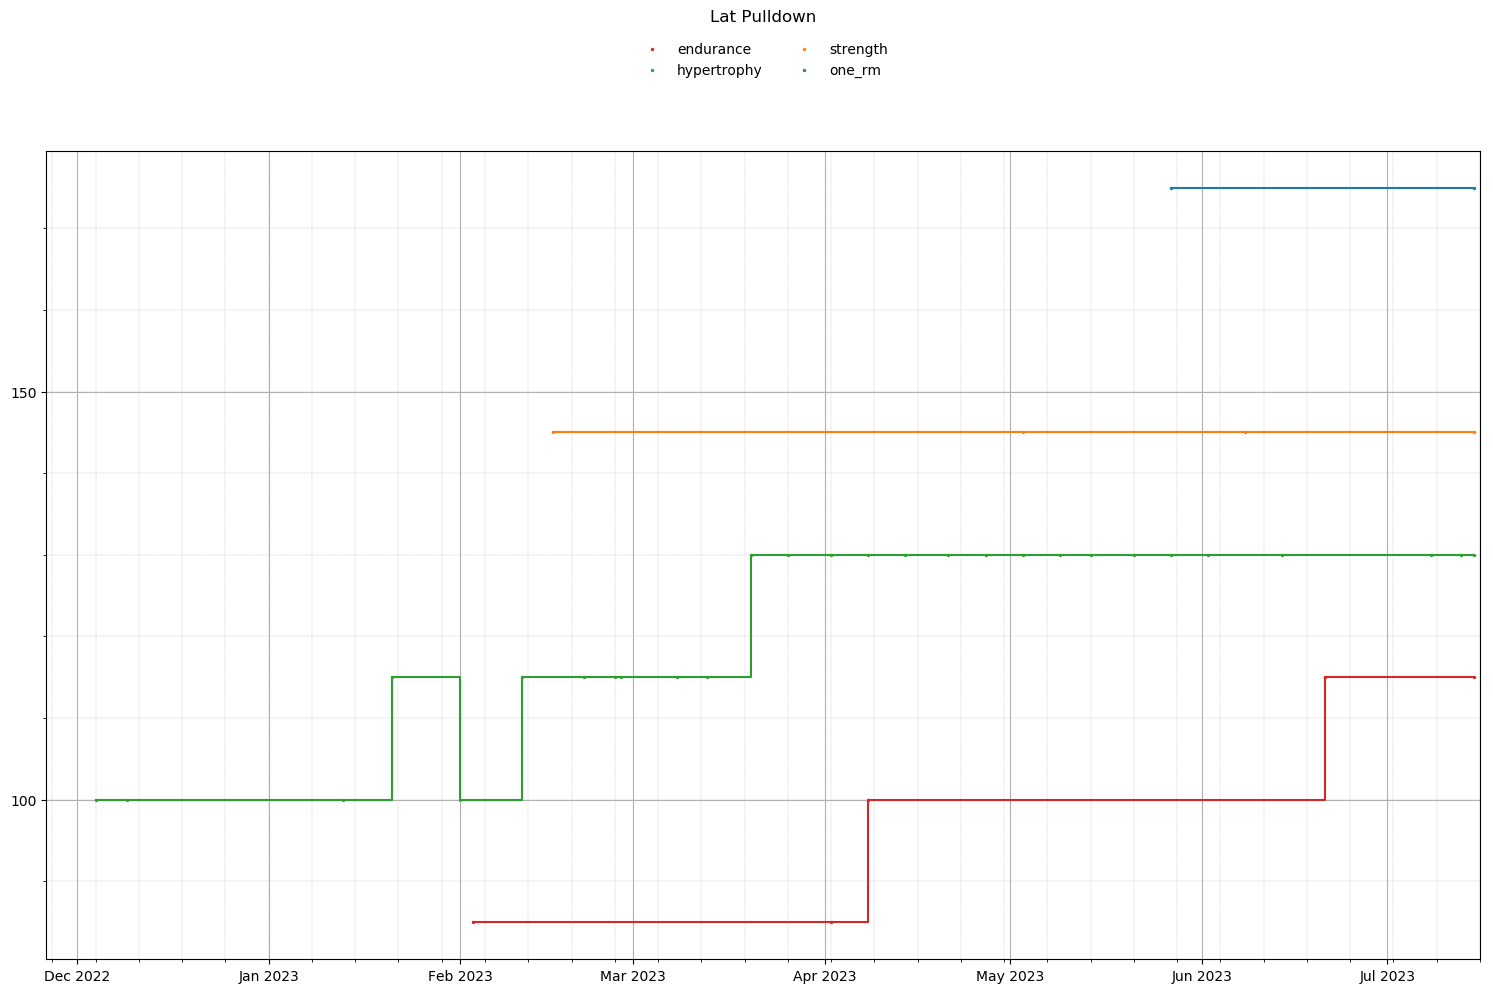 Lat Pulldown
endurance
strength
hypertrophy
one_rm
150
100
Dec 2022
Jan 2023
Feb 2023
Mar 2023
Apr 2023
May 2023
Jun 2023
Jul 2023